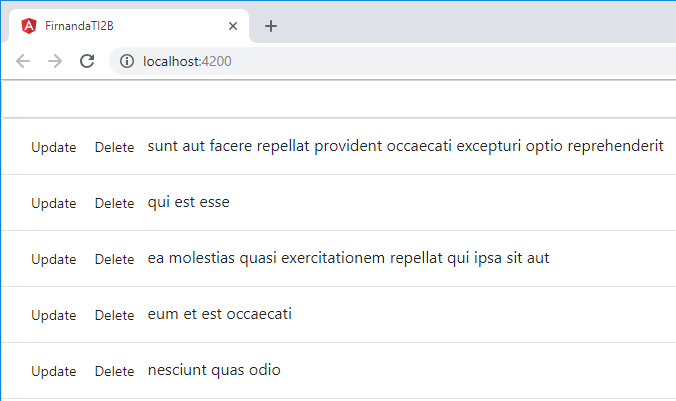 FirnandaTI2B
localhost:4200
Update Delete sunt aut facere repellat provident occaecati excepturi optio reprehenderit
Update Delete qui est esse
Update Delete ea molestias quasi exercitationem repellat qui ipsa sit aut
Update Delete eum et est occaecati
Update Delete nesciunt quas odio